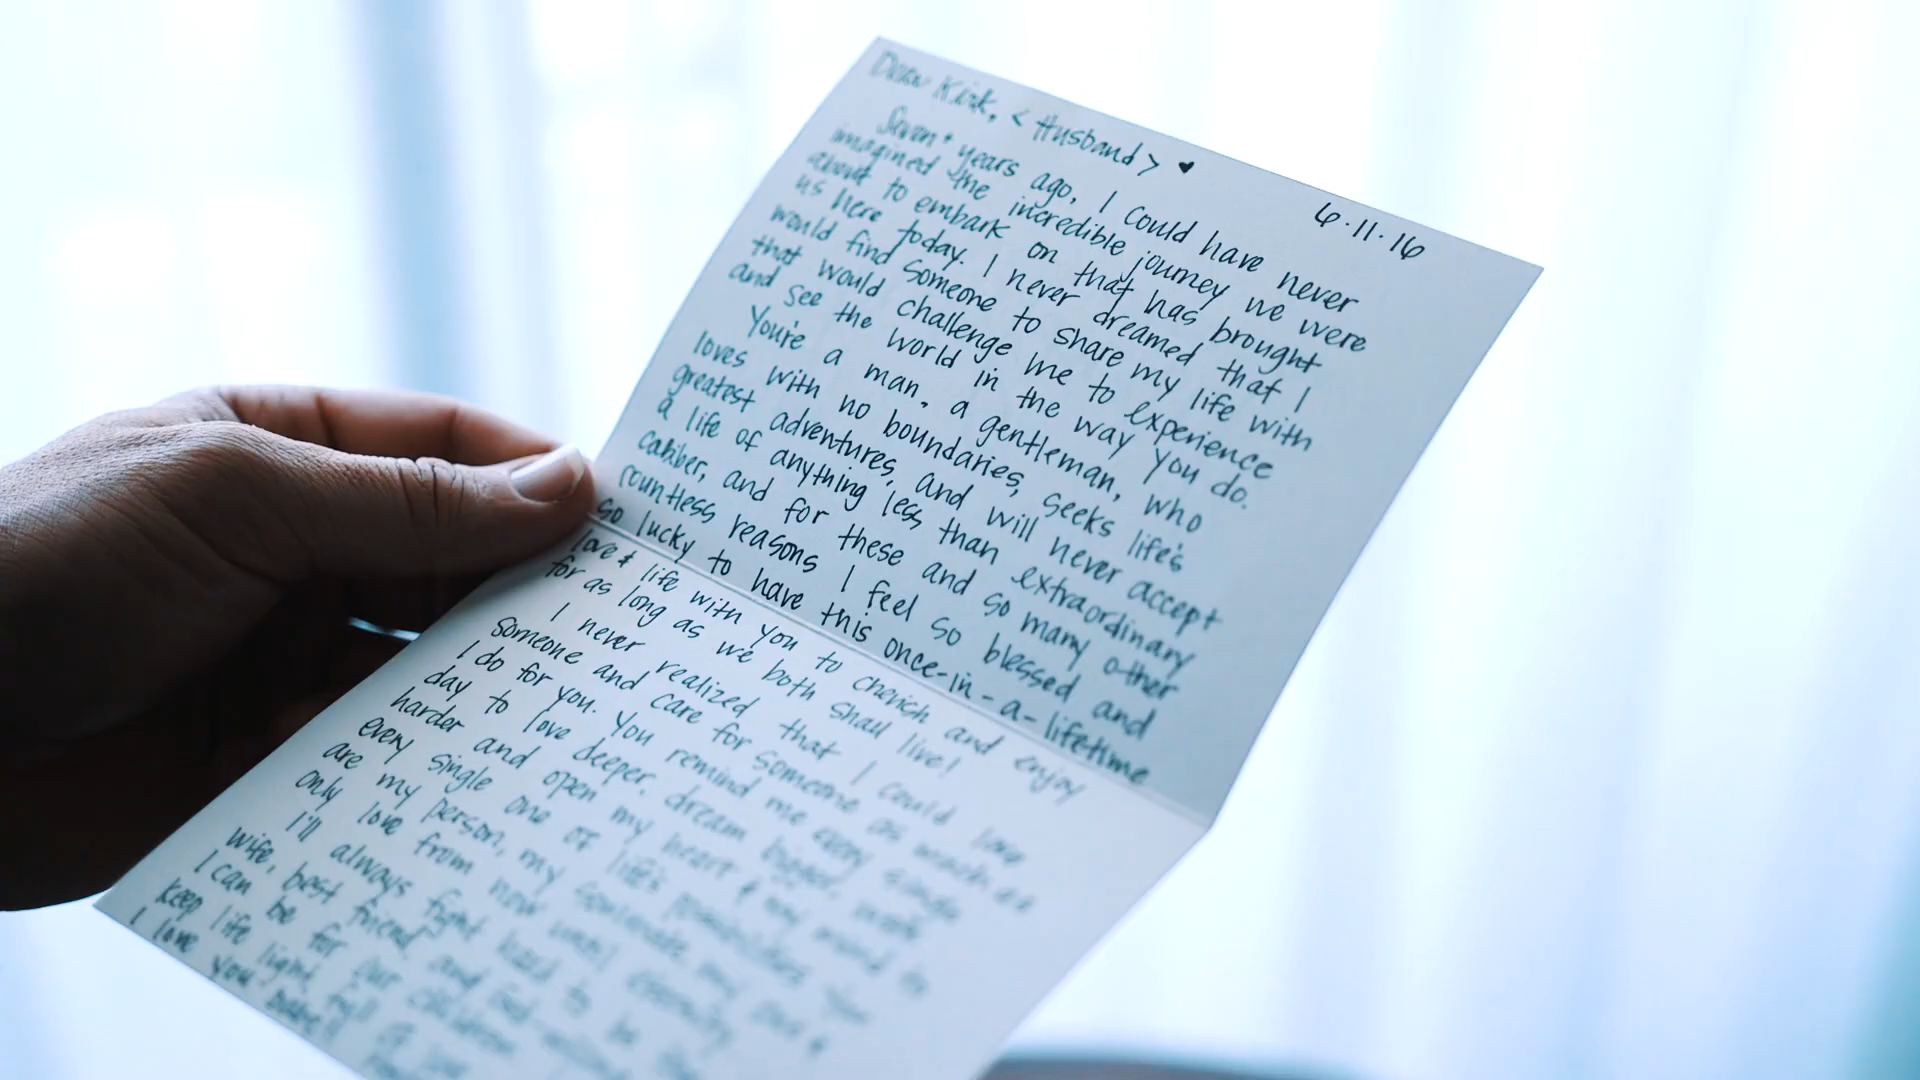 Dear Kirk, <Husband> ♥
6.11.16
Seven+ years ago, I could have never
imagined the incredible journey we were
about to embark on that has brought
us here today. I never dreamed that I
would find someone to share my life with
that would challenge me to experience
and see the world in the way you do.
You're a man, a gentleman, who
loves with no boundaries, seeks life's
greatest adventures, and will never accept
a life of anything less than extraordinary
caliber, and for these and so many other
countless reasons I feel so blessed and
so lucky to have this once-in-a-lifetime
love & life with you to cherish and enjoy
for as long as we both shall live!
I never realized that I could love
someone and care for someone as much as
I do for you. You remind me every single
day to love deeper, dream bigger, work
harder and open my heart & my mind to
every single one of life's possibilities. You
are my person, my soulmate, my one &
only love from now until eternity.
I'll always fight hard to be the
wife, best friend, and
I can be for our children
keep life light, full of
I love you babe!!